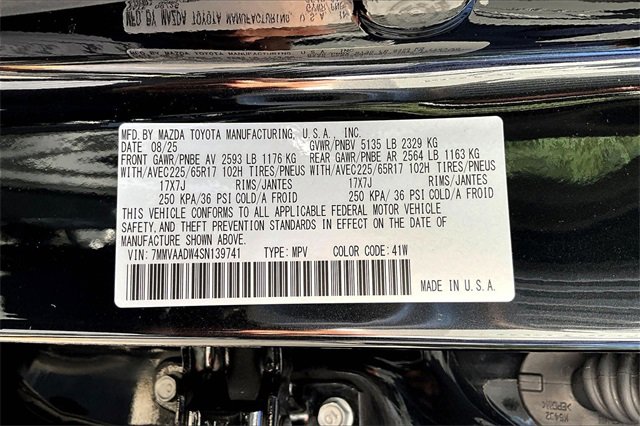 MFD. BY MAZDA TOYOTA MANUFACTURING, U.S.A., INC.
DATE 08/25 GVWR/PNBV 5135 LB 2329 KG
FRONT GAWR/PNBE AV 2593 LB 1176 KG REAR GAWR/PNBE AR 2564 LB 1163 KG
WITH/AVEC225/65R17 102H TIRES/PNEUS WITH/AVEC225/65R17 102H TIRES/PNEUS
17X7J RIMS/JANTES 17X7J RIMS/JANTES
250 KPA/ 36 PSI COLD/A FROID 250 KPA/ 36 PSI COLD/A FROID
THIS VEHICLE CONFORMS TO ALL APPLICABLE FEDERAL MOTOR VEHICLE
SAFETY, AND THEFT PREVENTION STANDARDS IN EFFECT ON THE DATE OF
MANUFACTURE SHOWN ABOVE.
VIN: 7MMVAADW4SN139741 TYPE: MPV COLOR CODE: 41W
MADE IN U.S.A.